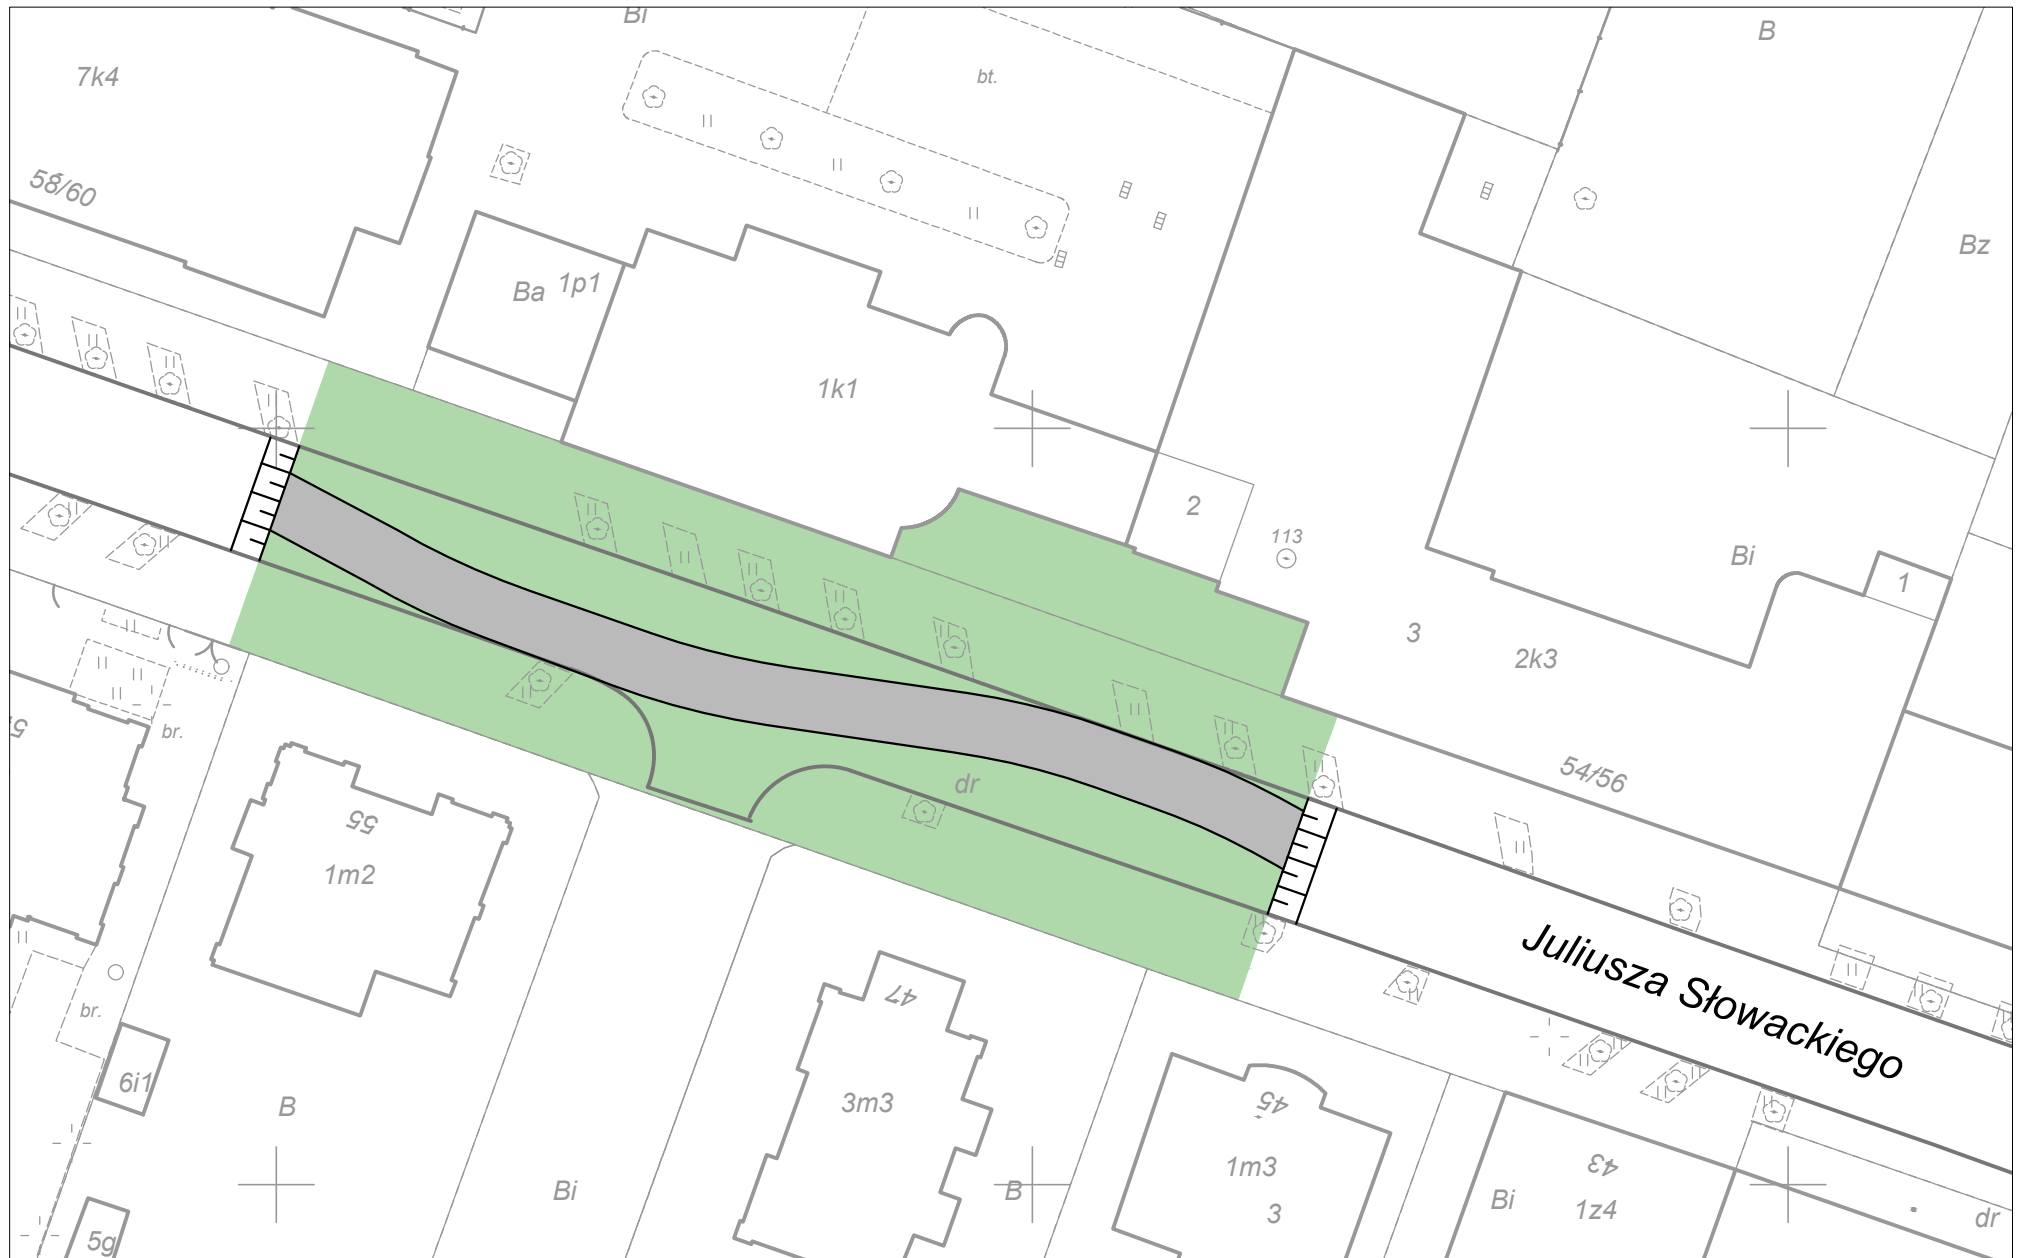 Bi
B
7k4
bt.
58/60
Bz
Ba
1p1
1k1
2
113
Bi
1
3
2k3
br.
54/56
dr
55
1m2
47
Juliusza Słowackiego
br.
6i1
B
3m3
45
1m3
3
43
Bi
B
Bi
1z4
dr
5g